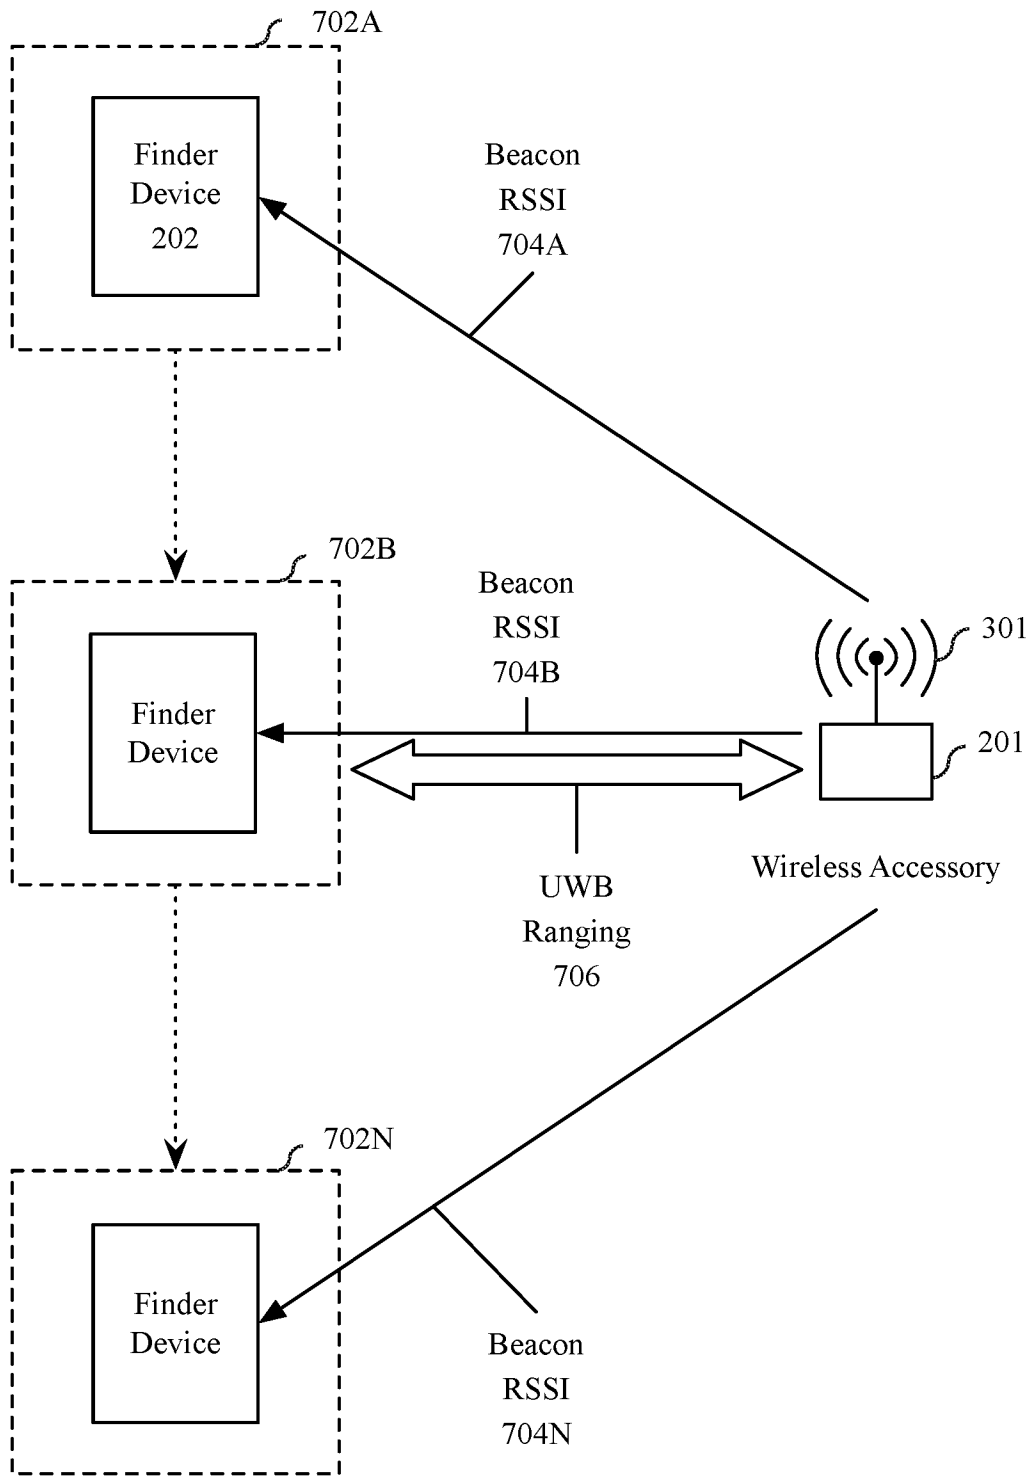 702A
Finder
Device
202
Beacon
RSSI
704A
702B
Finder
Device
Beacon
RSSI
704B
301
201
UWB
Ranging
706
Wireless Accessory
702N
Finder
Device
Beacon
RSSI
704N